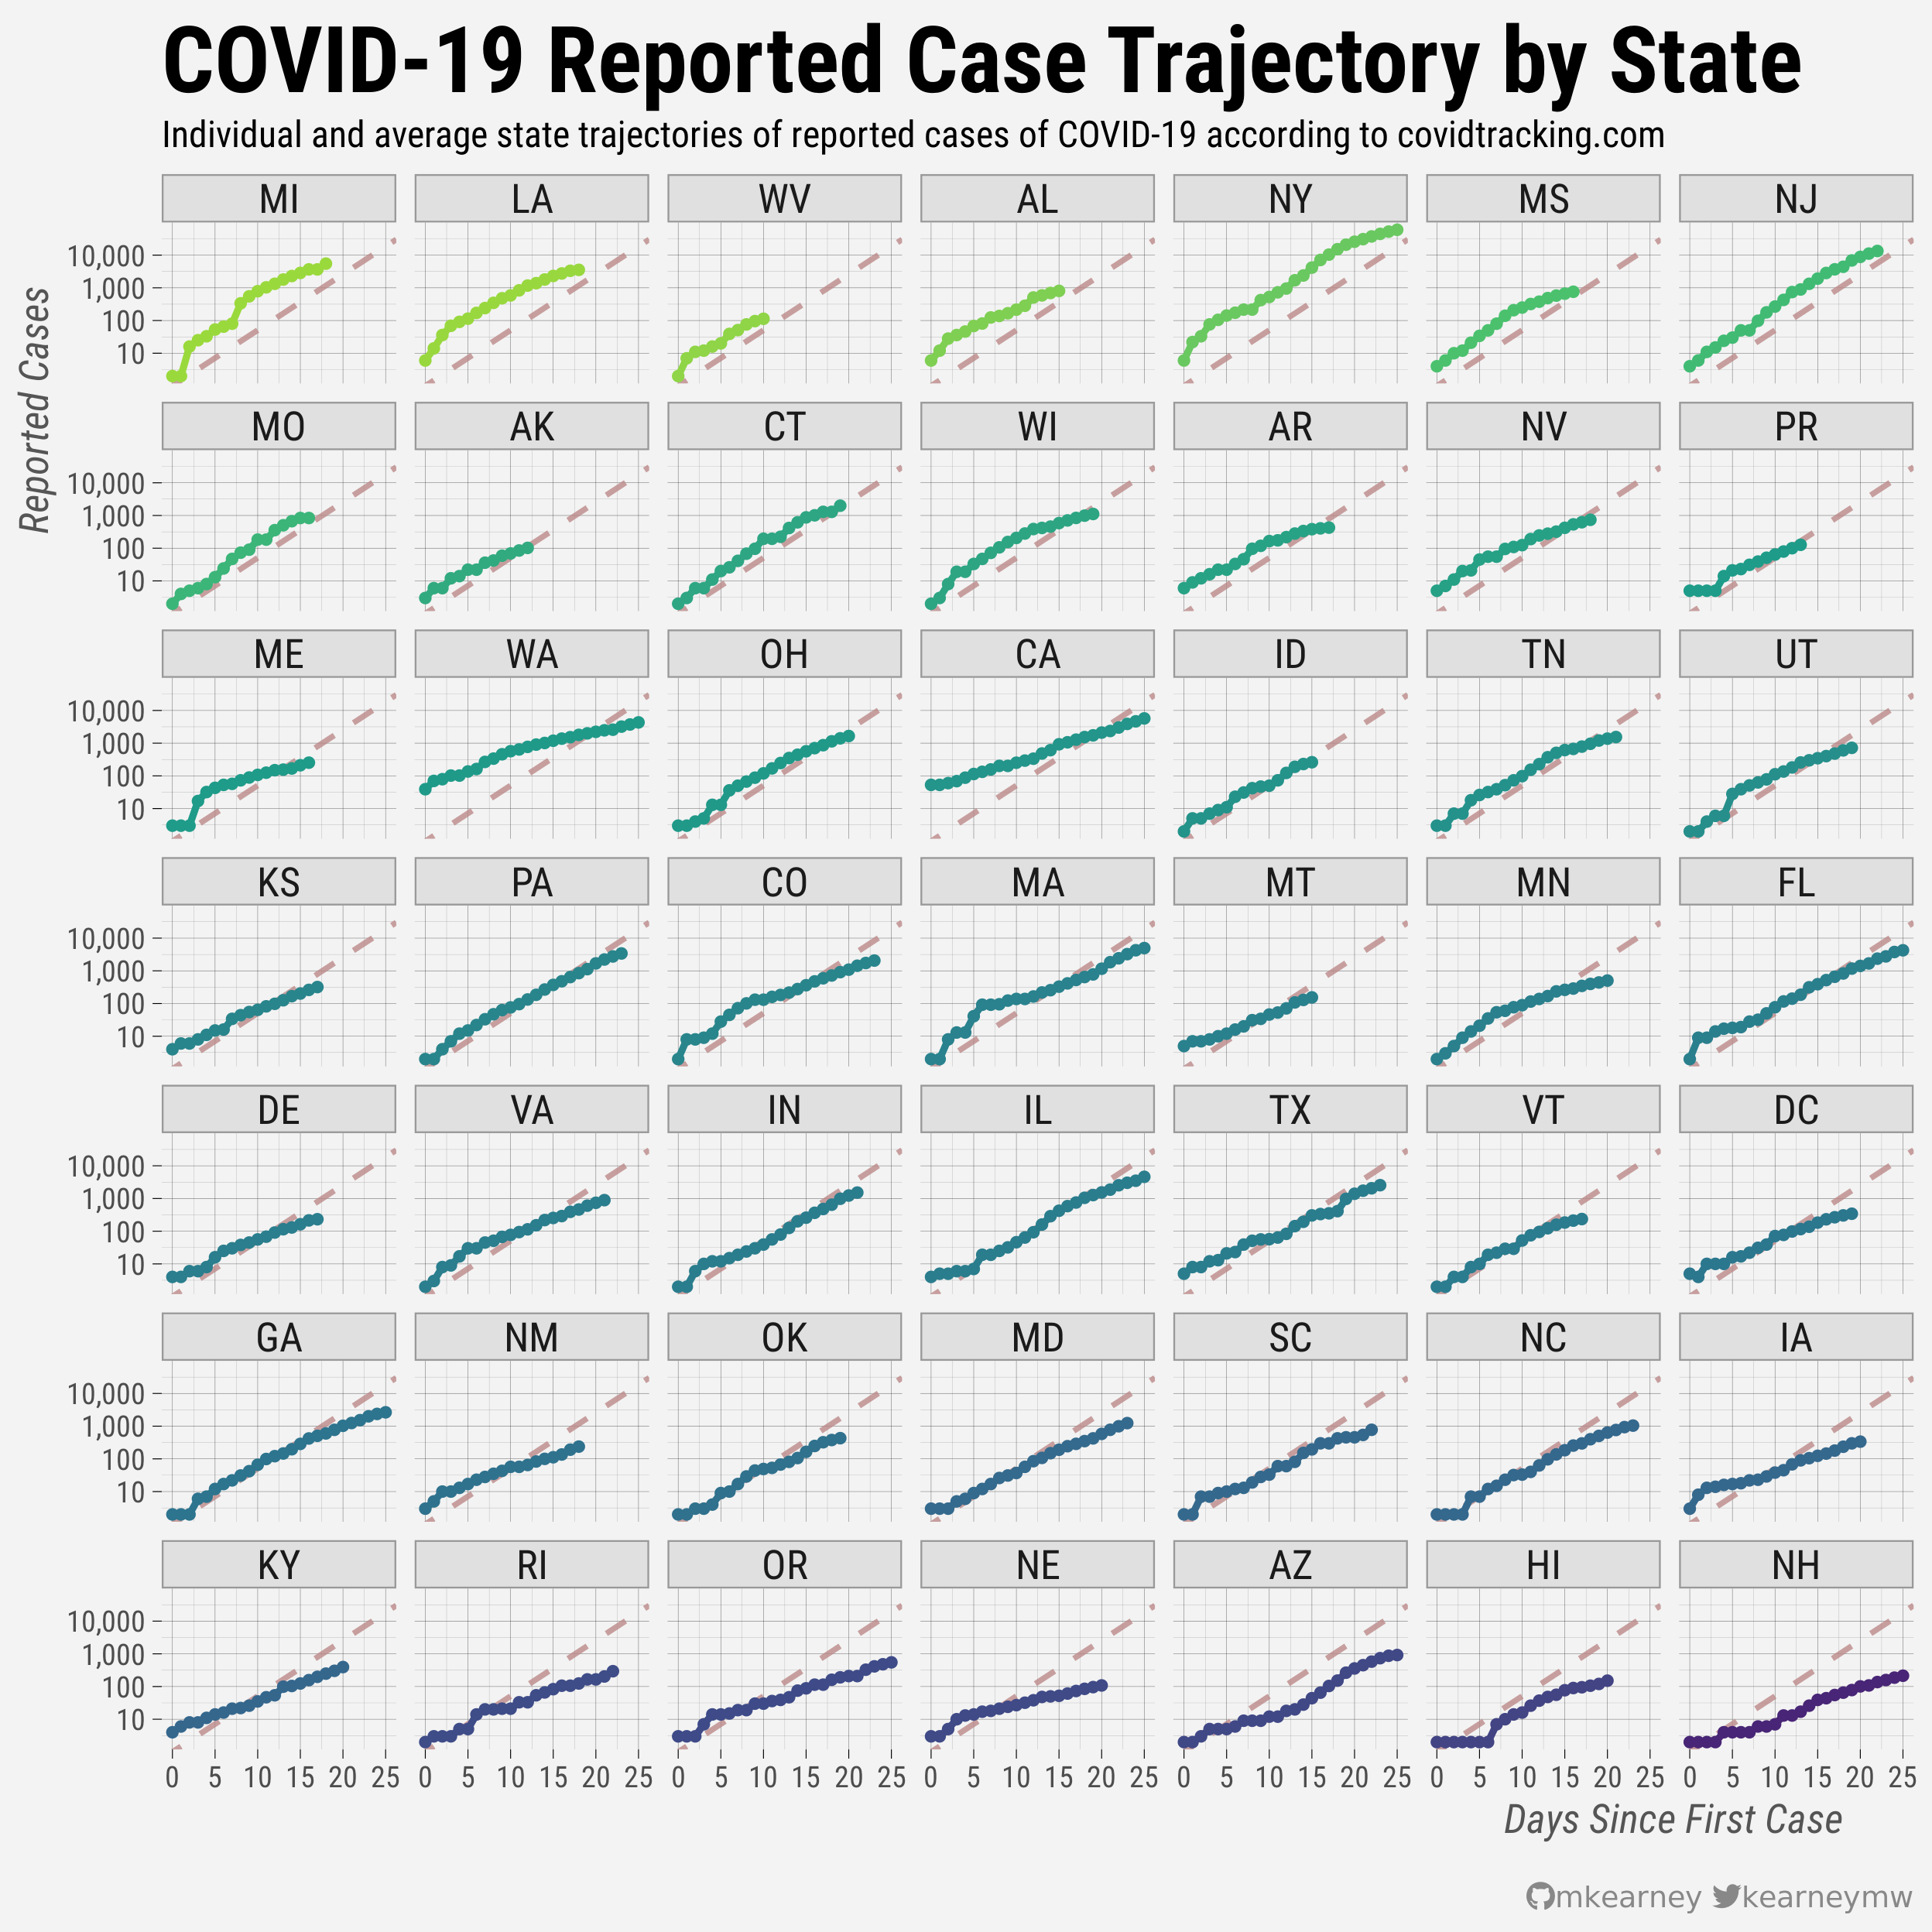 COVID-19 Reported Case Trajectory by State
Individual and average state trajectories of reported cases of COVID-19 according to covidtracking.com
Reported Cases
MI LA WV AL NY MS NJ
10,000
1,000
100
10
MO AK CT WI AR NV PR
10,000
1,000
100
10
ME WA OH CA ID TN UT
10,000
1,000
100
10
KS PA CO MA MT MN FL
10,000
1,000
100
10
DE VA IN IL TX VT DC
10,000
1,000
100
10
GA NM OK MD SC NC IA
10,000
1,000
100
10
KY RI OR NE AZ HI NH
10,000
1,000
100
10
0 5 10 15 20 25 0 5 10 15 20 25 0 5 10 15 20 25 0 5 10 15 20 25 0 5 10 15 20 25 0 5 10 15 20 25 0 5 10 15 20 25
Days Since First Case
mkearney kearneymw